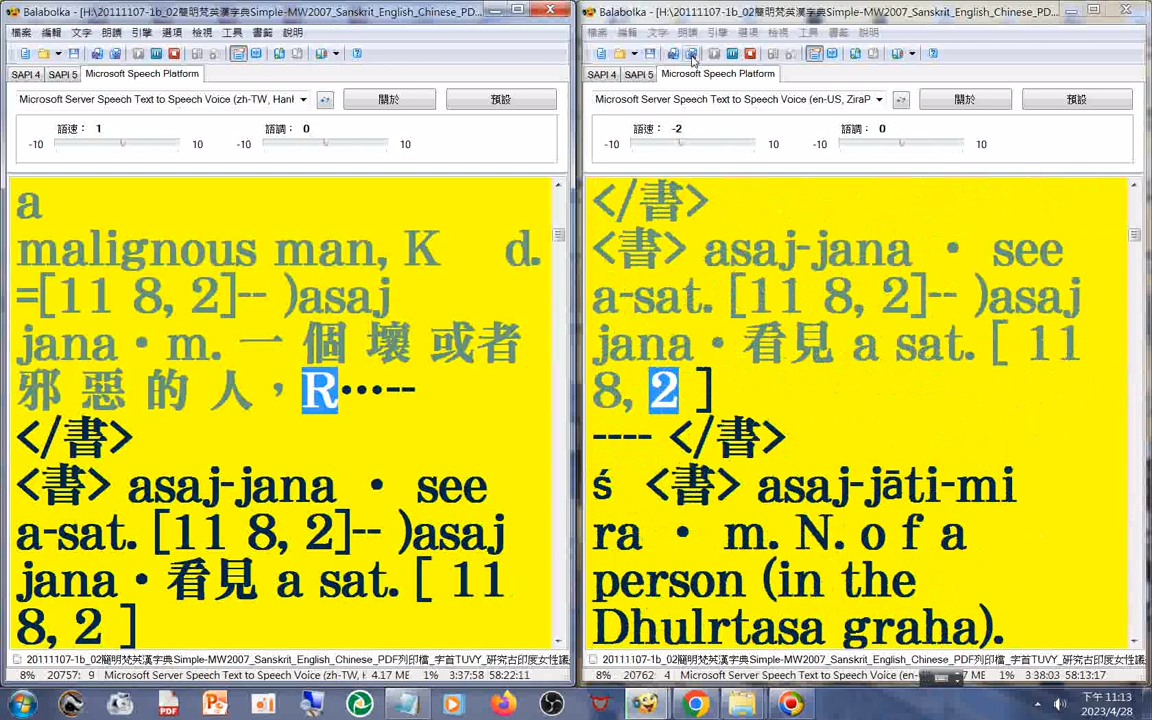 Balabolka - [H:\20111107-1b_02簡明梵英漢字典Simple-MW2007_Sanskrit_English_Chinese_PD...
檔案 編輯 文字 朗讀 引擎 選項 檢視 工具 書籤 說明
SAPI 4 SAPI 5 Microsoft Speech Platform
Microsoft Server Speech Text to Speech Voice (zh-TW, Hanl
關於
預設
語速: 1
語調: 0
-10 10 -10 10
a
malignous man, K d.
=[11 8, 2]-- )asaj
jana・m. 一 個 壞 或者
邪 惡 的 人，R•••--
</書>
<書> asaj-jana • see
a-sat. [11 8, 2]-- )asaj
jana・看見 a sat. [ 11
8, 2 ]
20111107-1b_02簡明梵英漢字典Simple-MW2007_Sanskrit_English_Chinese_PDF列印檔_字首TUVY_研究古印度女性議
8% 20757: 9 Microsoft Server Speech Text to Speech Voice (zh-TW, H 4.17 ME 1% 3:37:58 58:22:11
Balabolka - [H:\20111107-1b_02簡明梵英漢字典Simple-MW2007_Sanskrit_English_Chinese_PDF...
檔案 編輯 文字 朗讀 引擎 選項 檢視 工具 書籤 說明
SAPI 4 SAPI 5 Microsoft Speech Platform
Microsoft Server Speech Text to Speech Voice (en-US, ZiraP
關於
預設
語速: -2
語調: 0
-10 10 -10 10
</書>
<書> asaj-jana • see
a-sat. [11 8, 2]-- )asaj
jana・看見 a sat. [ 11
8, 2 ]
---- </書>
ś <書> asaj-jāti-mi
ra • m. N. o f a
person (in the
Dhulrtasa graha).
20111107-1b_02簡明梵英漢字典Simple-MW2007_Sanskrit_English_Chinese_PDF列印檔_字首TUVY_研究古印度女性議
8% 20762: 4 Microsoft Server Speech Text to Speech Voice 1% 3:38:03 58:13:17
下午 11:13
2023/4/28